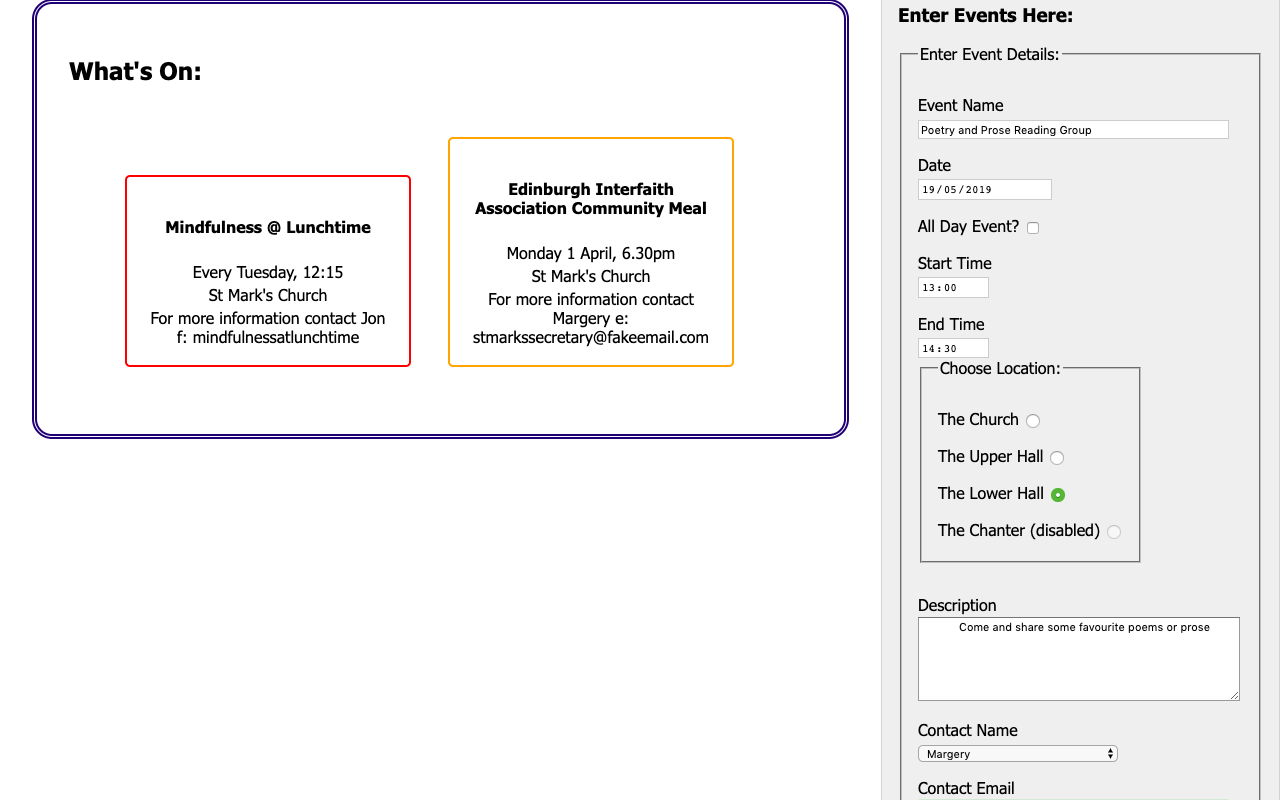 What's On:
Mindfulness @ Lunchtime
Every Tuesday, 12:15
St Mark's Church
For more information contact Jon
f: mindfulnessatlunchtime
Edinburgh Interfaith
Association Community Meal
Monday 1 April, 6.30pm
St Mark's Church
For more information contact
Margery e:
stmarkssecretary@fakeemail.com
Enter Events Here:
Enter Event Details:
Event Name
Poetry and Prose Reading Group
Date
19/05/2019
All Day Event?
Start Time
13:00
End Time
14:30
Choose Location:
The Church
The Upper Hall
The Lower Hall
The Chanter (disabled)
Description
Come and share some favourite poems or prose
Contact Name
Margery
Contact Email